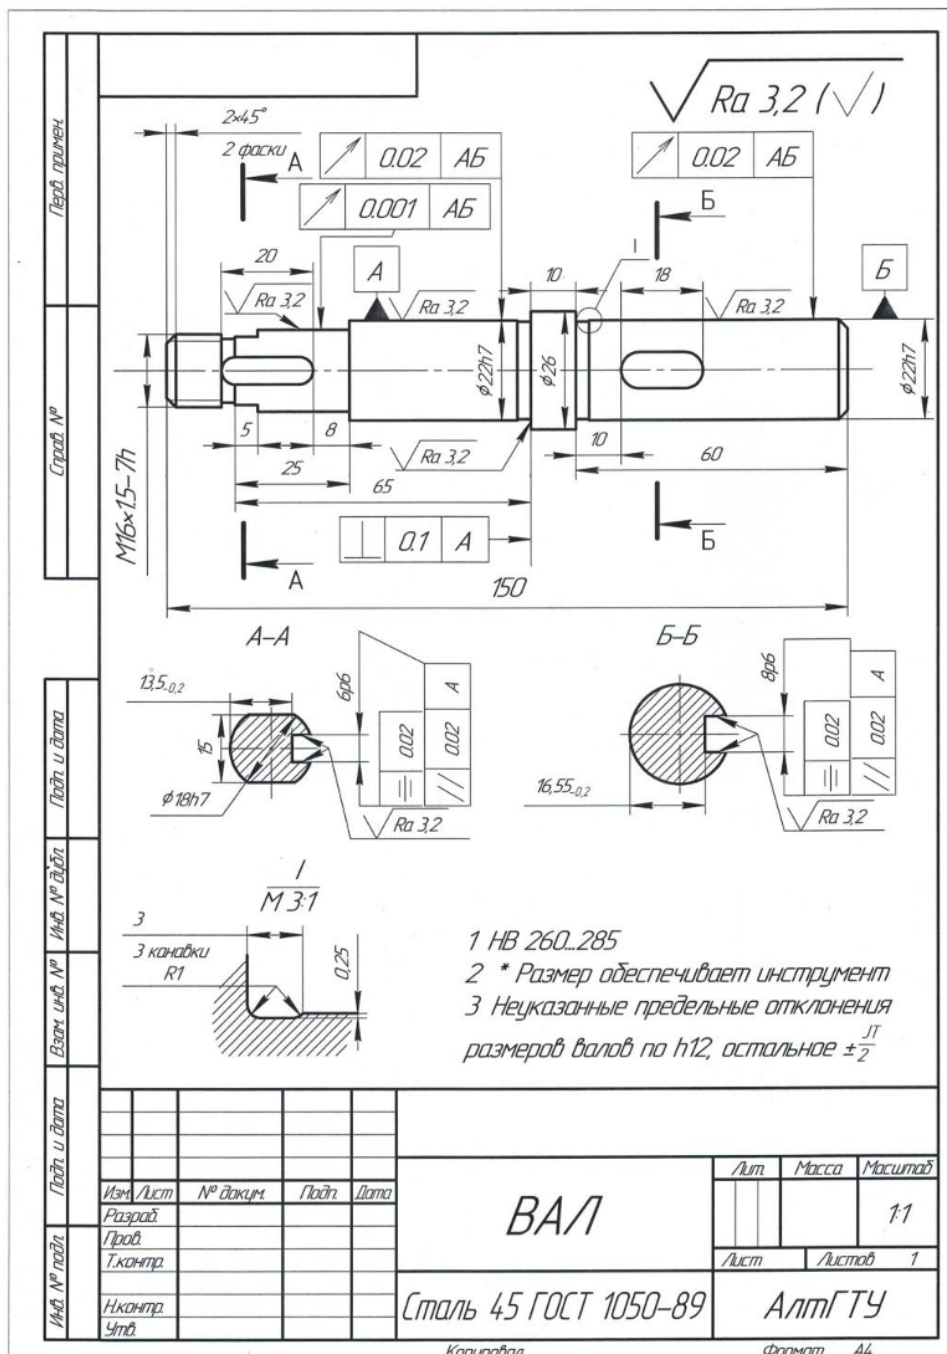 Ra 3,2 (√)
2×45°
2 фаски
А
0.02 АБ
0.001 АБ
0.02 АБ
Б
I
20
А
10
18
Б
Ra 3,2
Ra 3,2
Ra 3,2
M16×1.5-7h
ϕ22h7
ϕ26
ϕ22h7
5
8
10
25
Ra 3,2
60
65
⊥ 0.1 А
А
Б
150
А-А
Б-Б
13,5-0,2
15
ϕ18h7
6p6
0.02
0.02 А
Ra 3,2
16,55-0,2
8p6
0.02
0.02 А
Ra 3,2
I
М 3:1
3
3 канавки
R1
0,25
1 НВ 260...285
2 * Размер обеспечивает инструмент
3 Неуказанные предельные отклонения
размеров валов по h12, остальное ±JT/2
Перв. примен.
Справ. №
Подп. и дата
Инв. № дубл.
Взам. инв. №
Подп. и дата
Инв. № подл.
Изм. Лист № докум. Подп. Дата
Разраб.
Пров.
Т.контр.
Н.контр.
Утв.
ВАЛ
Сталь 45 ГОСТ 1050-89
Лит. Масса Масштаб
1:1
Лист Листов 1
АлтГТУ
Копировал Формат А4